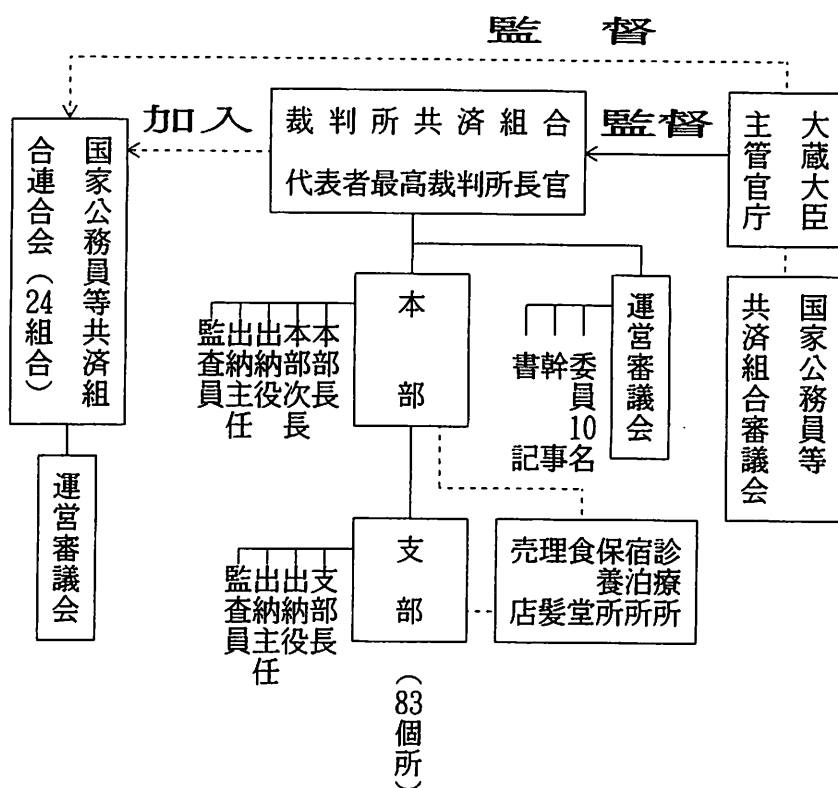 監督
加入
監督
裁判所共済組合
代表者最高裁判所長官
大蔵大臣
主管官庁
国家公務員等共済組
合連合会（24組合）
運営審議会
国家公務員等
共済組合審議会
本部
本部長
本部次長
出納役
出納主任
監査員
運営審議会
委員10名
幹事
書記
支部
支部長
出納役
出納主任
監査員
診療所
宿泊所
保養所
食堂
理髪
売店
（83個所）